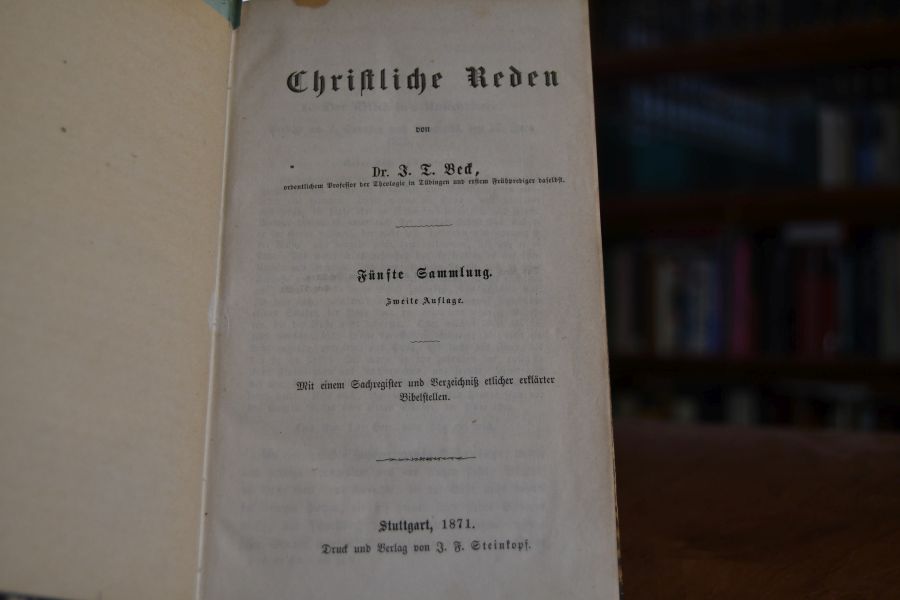 Christliche Reden
von
Dr. J. T. Beck,
ordentlichem Professor der Theologie in Tübingen und erstem Frühprediger daselbst.
Fünfte Sammlung.
Zweite Auflage.
Mit einem Sachregister und Verzeichniß etlicher erklärter
Bibelstellen.
Stuttgart, 1871.
Druck und Verlag von J. F. Steinkopf.